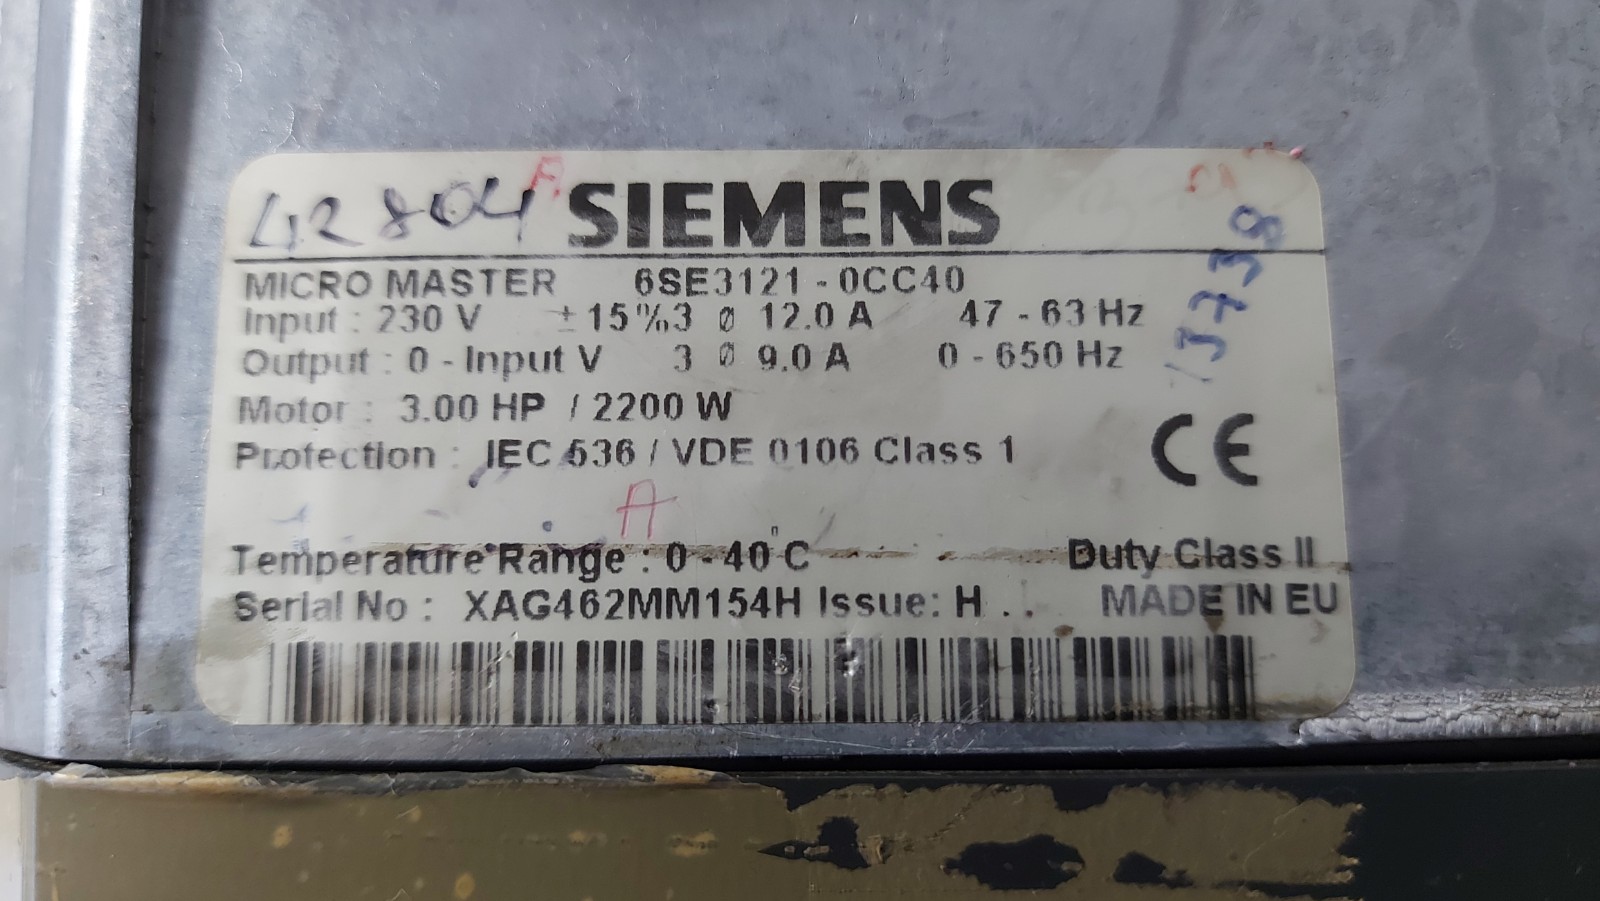 42804 SIEMENS
MICRO MASTER 6SE3121-0CC40
Input : 230 V ±15%3 ø 12.0 A 47 - 63 Hz
Output : 0 - Input V 3 Ø 9.0 A 0 - 650 Hz
Motor : 3.00 HP / 2200 W
Protection : IEC 536 / VDE 0106 Class 1
CE
A
Temperature Range : 0 - 40°C Duty Class II
Serial No : XAG462MM154H Issue: H . . MADE IN EU
13738